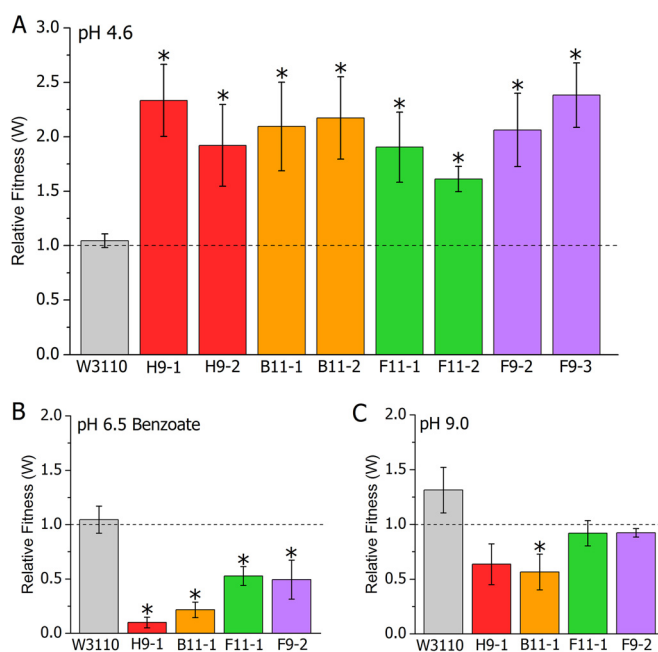 A
pH 4.6
Relative Fitness (W)
3.0
2.5
2.0
1.5
1.0
0.5
0.0
* * * * * * * *
W3110 H9-1 H9-2 B11-1 B11-2 F11-1 F11-2 F9-2 F9-3
B
pH 6.5 Benzoate
Relative Fitness (W)
2.0
1.5
1.0
0.5
0.0
* * * *
W3110 H9-1 B11-1 F11-1 F9-2
C
pH 9.0
Relative Fitness (W)
2.0
1.5
1.0
0.5
0.0
*
W3110 H9-1 B11-1 F11-1 F9-2